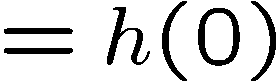 = h(0)